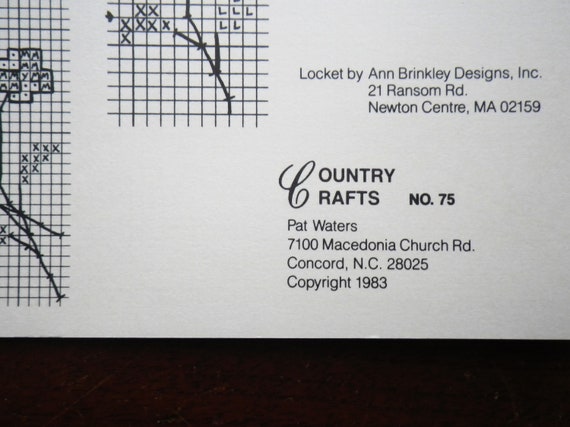 Locket by Ann Brinkley Designs, Inc.
21 Ransom Rd.
Newton Centre, MA 02159
COUNTRY
CRAFTS NO. 75
Pat Waters
7100 Macedonia Church Rd.
Concord, N.C. 28025
Copyright 1983